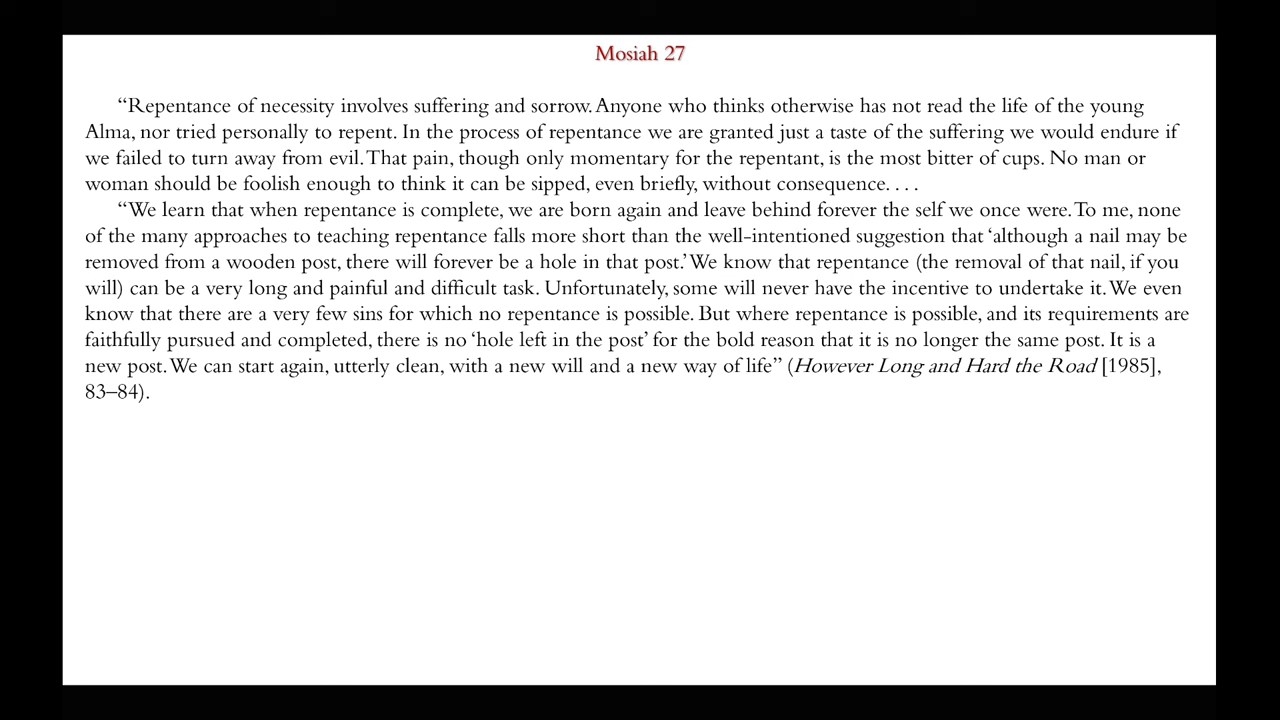 Mosiah 27
“Repentance of necessity involves suffering and sorrow. Anyone who thinks otherwise has not read the life of the young
Alma, nor tried personally to repent. In the process of repentance we are granted just a taste of the suffering we would endure if
we failed to turn away from evil. That pain, though only momentary for the repentant, is the most bitter of cups. No man or
woman should be foolish enough to think it can be sipped, even briefly, without consequence. . . .
“We learn that when repentance is complete, we are born again and leave behind forever the self we once were. To me, none
of the many approaches to teaching repentance falls more short than the well-intentioned suggestion that ‘although a nail may be
removed from a wooden post, there will forever be a hole in that post.’ We know that repentance (the removal of that nail, if you
will) can be a very long and painful and difficult task. Unfortunately, some will never have the incentive to undertake it. We even
know that there are a very few sins for which no repentance is possible. But where repentance is possible, and its requirements are
faithfully pursued and completed, there is no ‘hole left in the post’ for the bold reason that it is no longer the same post. It is a
new post. We can start again, utterly clean, with a new will and a new way of life” (However Long and Hard the Road [1985],
83–84).